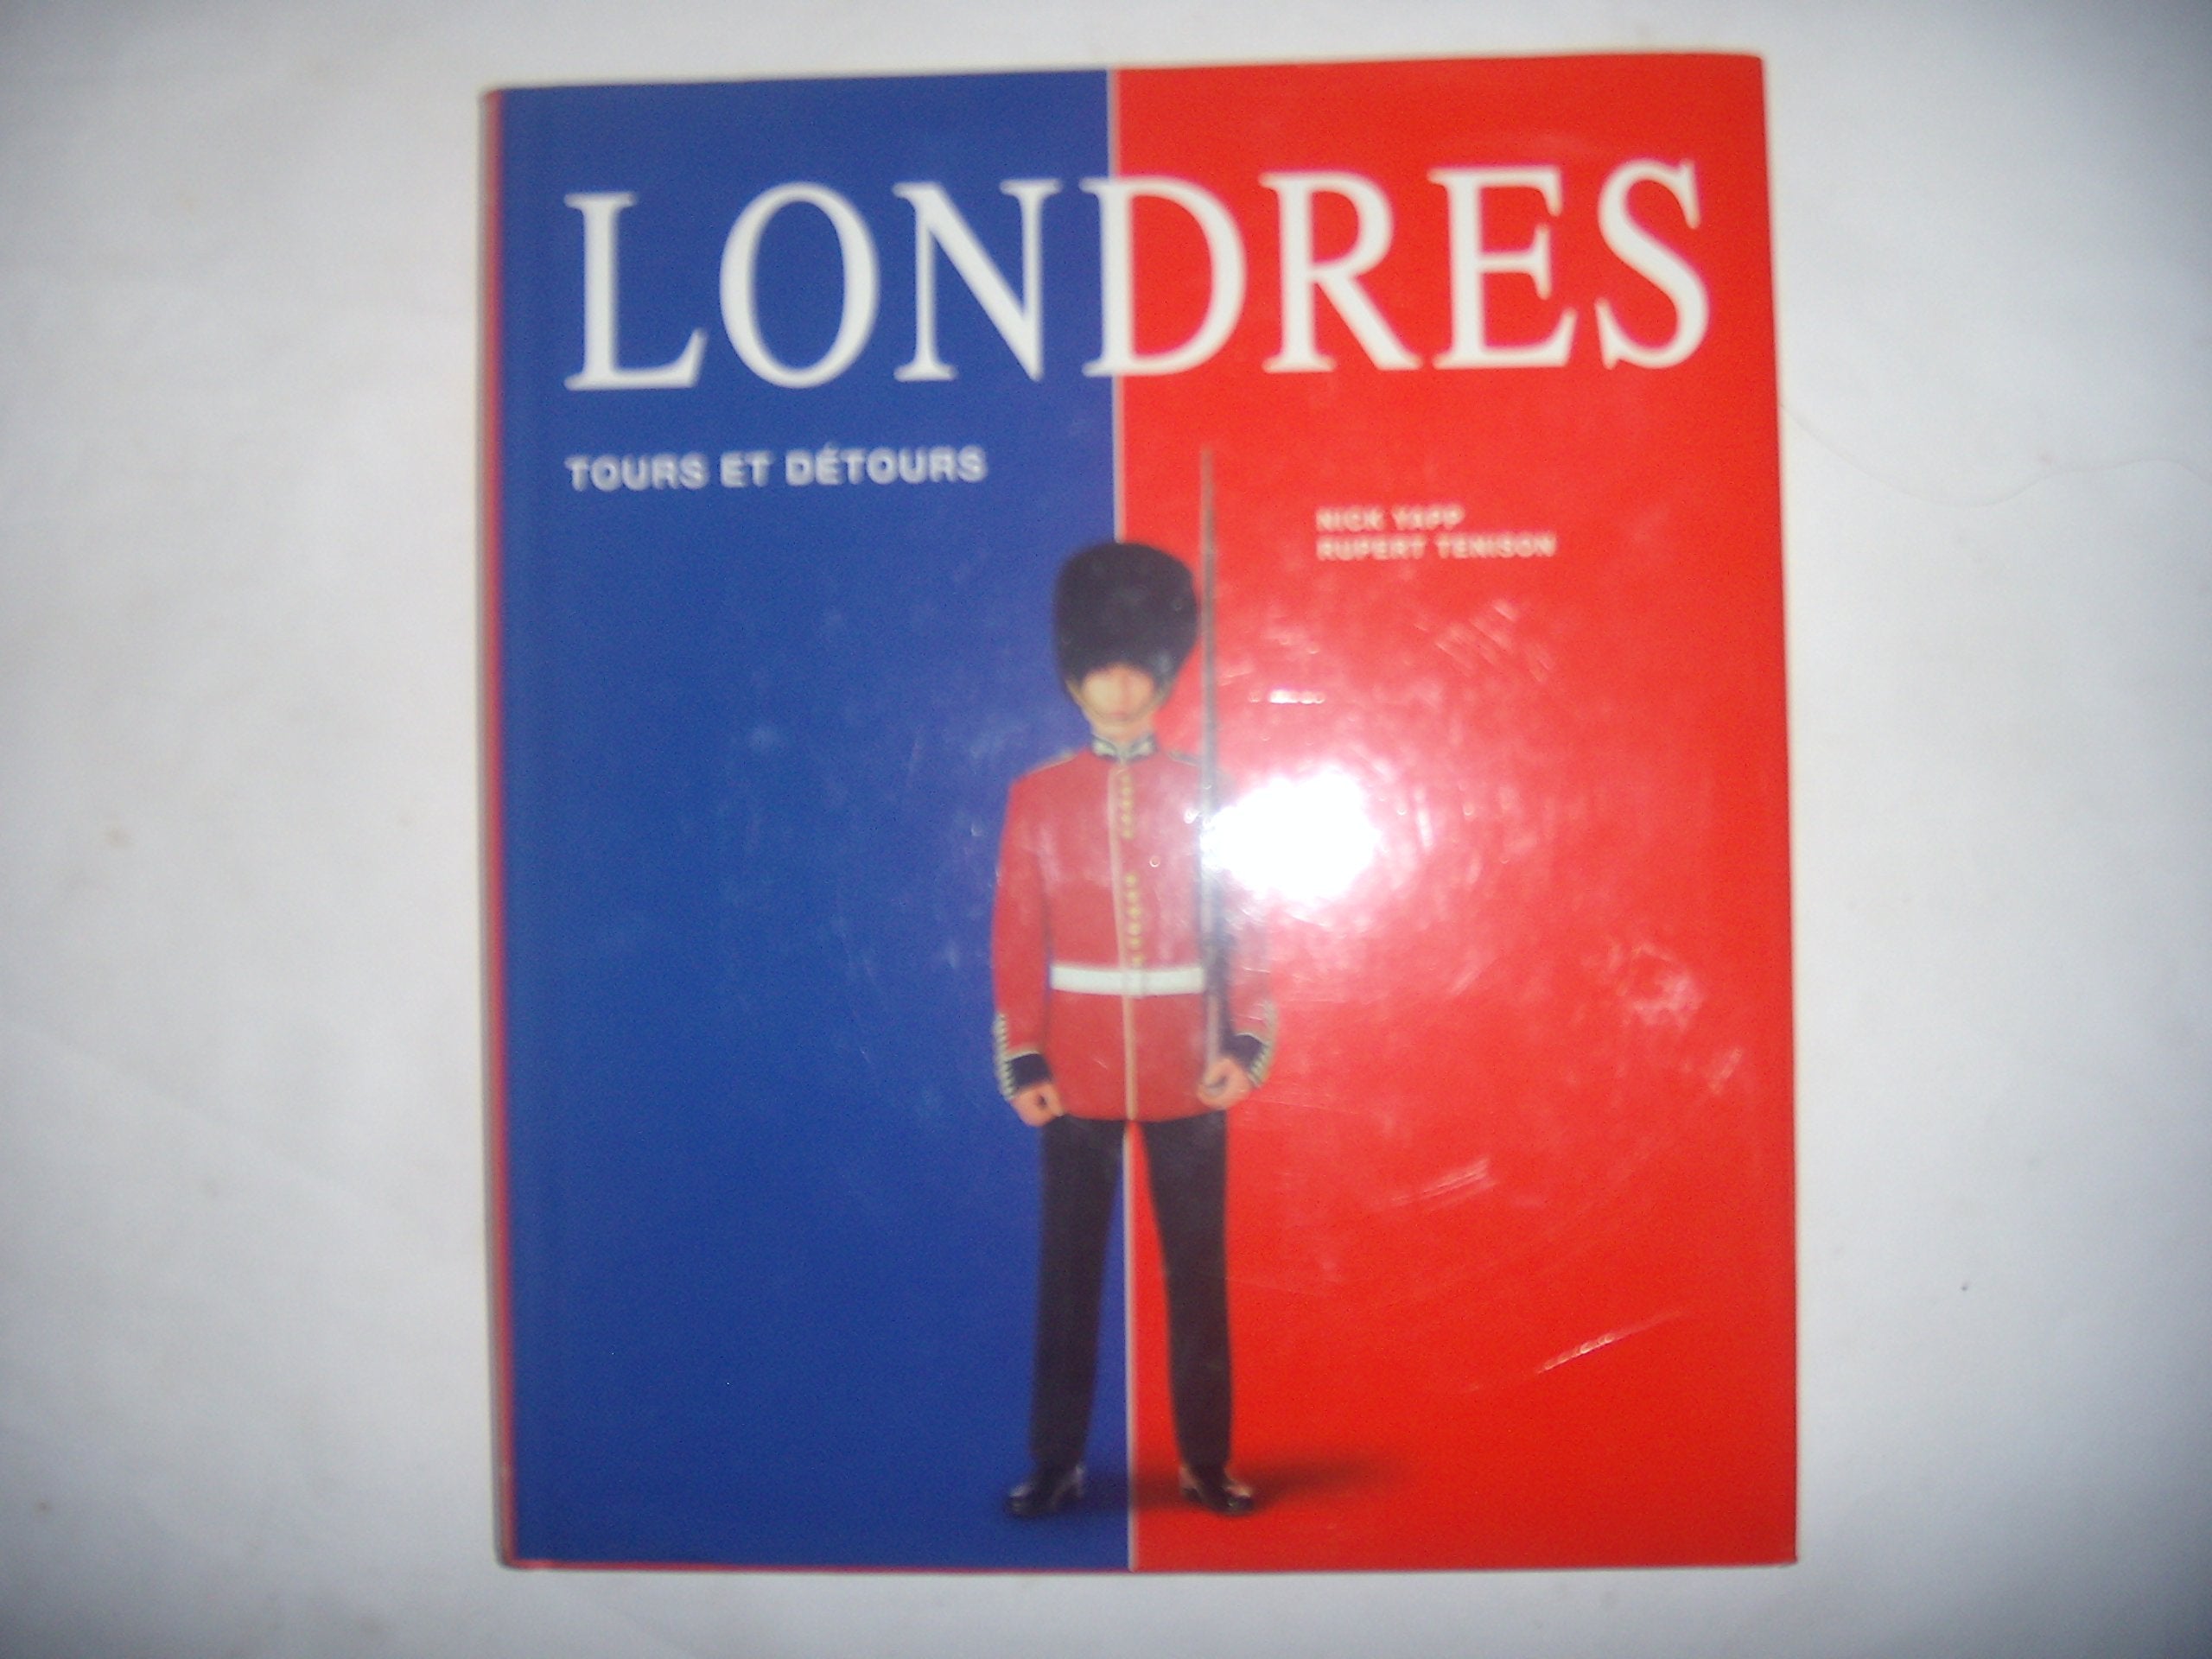 LONDRES
TOURS ET DÉTOURS
NICK YAPP
RUPERT TENISON